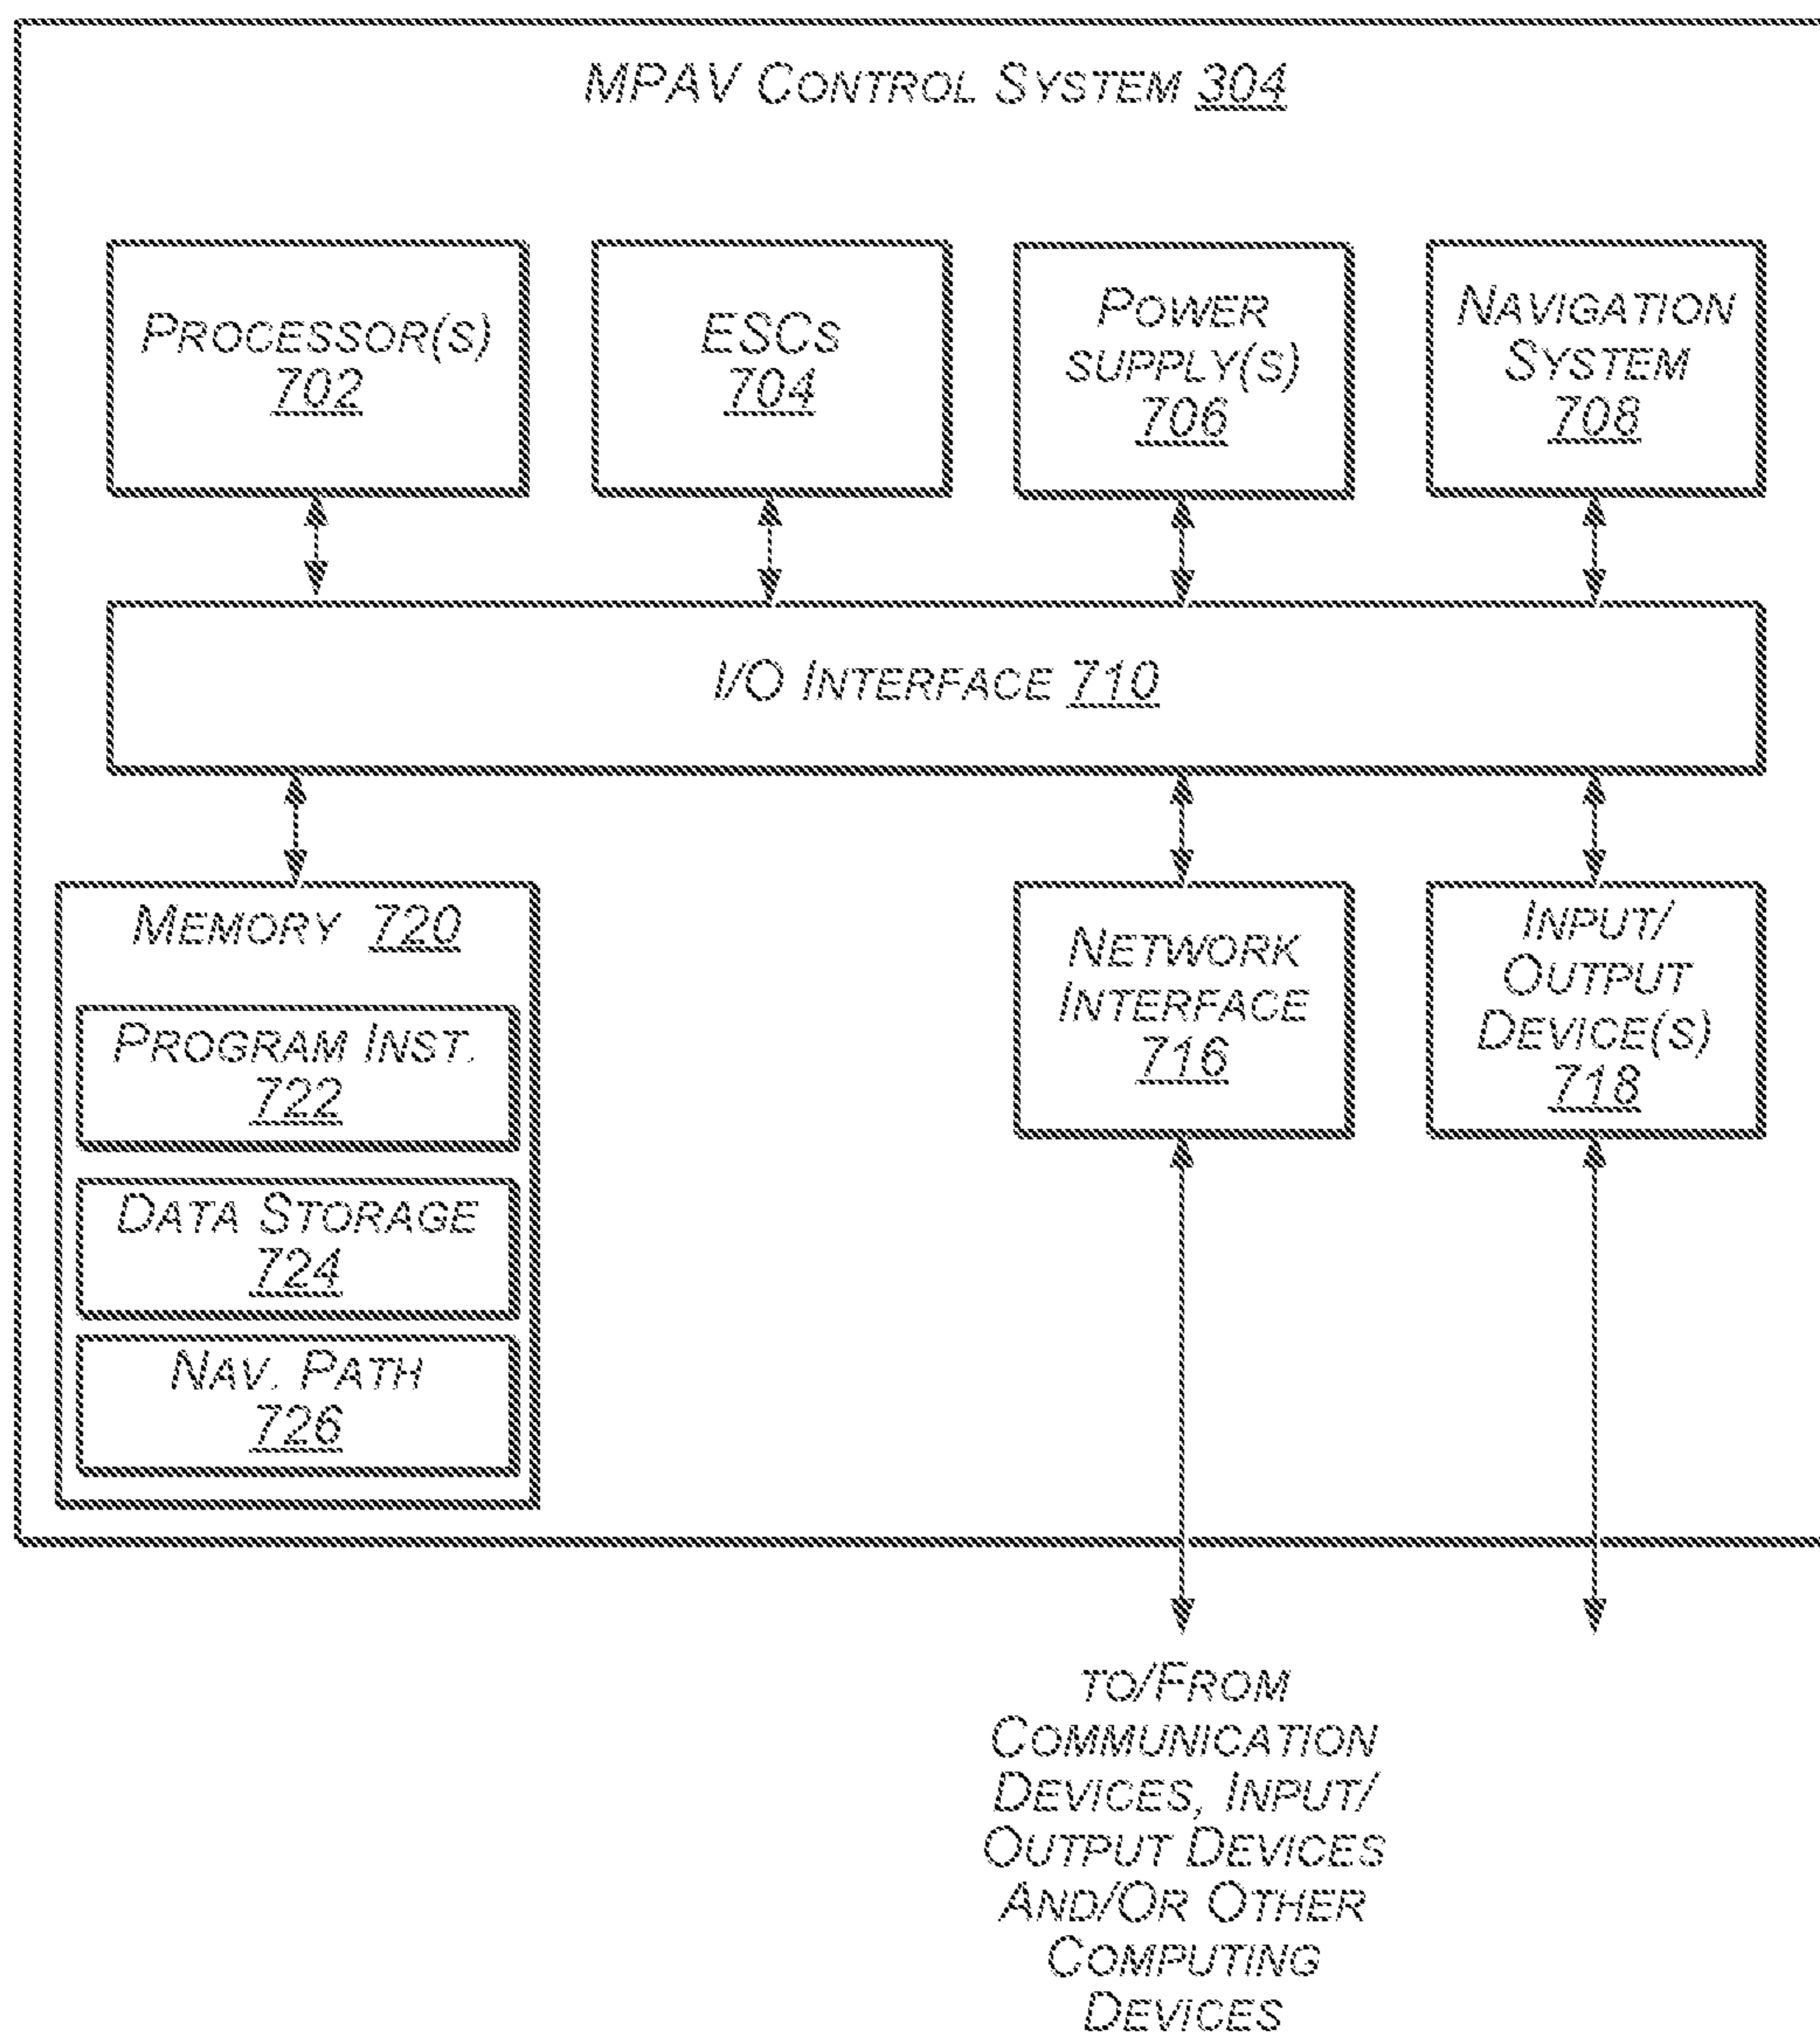 MPAV CONTROL SYSTEM 304
PROCESSOR(S)
702
ESCS
704
POWER
SUPPLY(S)
706
NAVIGATION
SYSTEM
708
I/O INTERFACE 710
MEMORY 720
PROGRAM INST.
722
DATA STORAGE
724
NAV. PATH
726
NETWORK
INTERFACE
716
INPUT/
OUTPUT
DEVICE(S)
718
TO/FROM
COMMUNICATION
DEVICES, INPUT/
OUTPUT DEVICES
AND/OR OTHER
COMPUTING
DEVICES